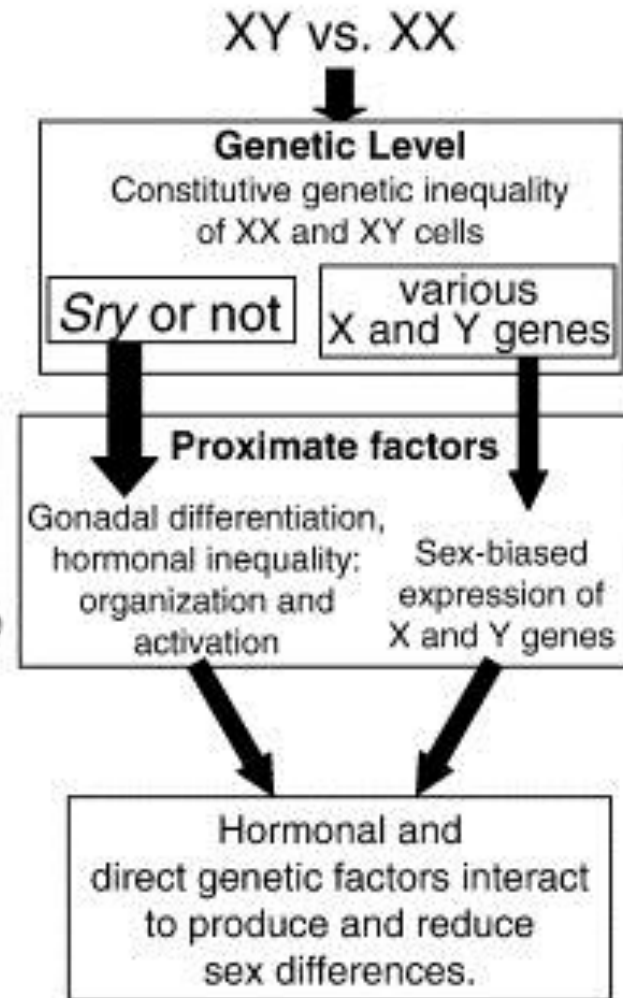 XY vs. XX
Genetic Level
Constitutive genetic inequality
of XX and XY cells
Sry or not
various
X and Y genes
Proximate factors
Gonadal differentiation,
hormonal inequality:
organization and
activation
Sex-biased
expression of
X and Y genes
Hormonal and
direct genetic factors interact
to produce and reduce
sex differences.